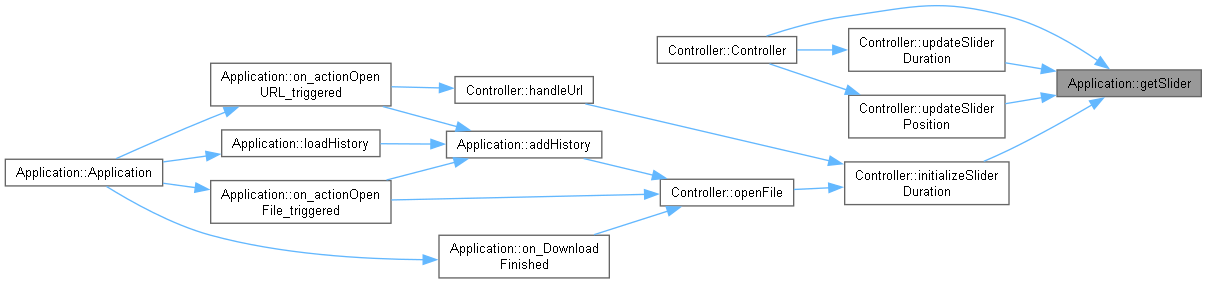 Controller::Controller
Controller::updateSlider
Duration
Application::getSlider
Application::on_actionOpen
URL_triggered
Controller::handleUrl
Controller::updateSlider
Position
Application::loadHistory
Application::addHistory
Application::Application
Application::on_actionOpen
File_triggered
Controller::openFile
Controller::initializeSlider
Duration
Application::on_Download
Finished